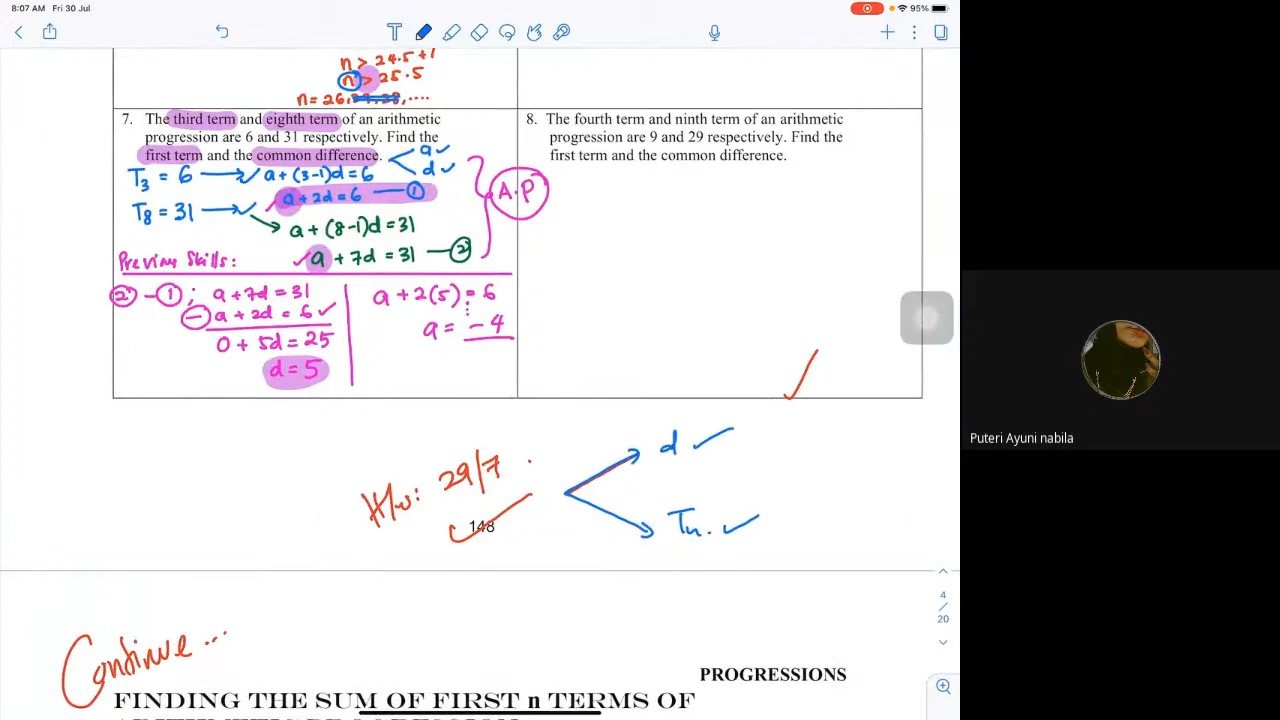 8:07 AM Fri 30 Jul
95%
T
n > 24.5 +1
n > 25.5
n = 26, ....
7. The third term and eighth term of an arithmetic
progression are 6 and 31 respectively. Find the
first term and the common difference.
a ✓
d ✓
T3 = 6 → ✓ a + (3-1)d = 6
a + 2d = 6 — ①
T8 = 31 → ✓
→ a + (8-1)d = 31
✓ a + 7d = 31 — ②
A.P
Previous Skills:
② - ① ; a + 7d = 31
(-) a + 2d = 6 ✓
0 + 5d = 25
d = 5
a + 2(5) = 6
a = -4
8. The fourth term and ninth term of an arithmetic
progression are 9 and 29 respectively. Find the
first term and the common difference.
H/w: 29/7
d ✓
Tn. ✓
148
4
/
20
Continue ...
PROGRESSIONS
FINDING THE SUM OF FIRST n TERMS OF
Puteri Ayuni nabila